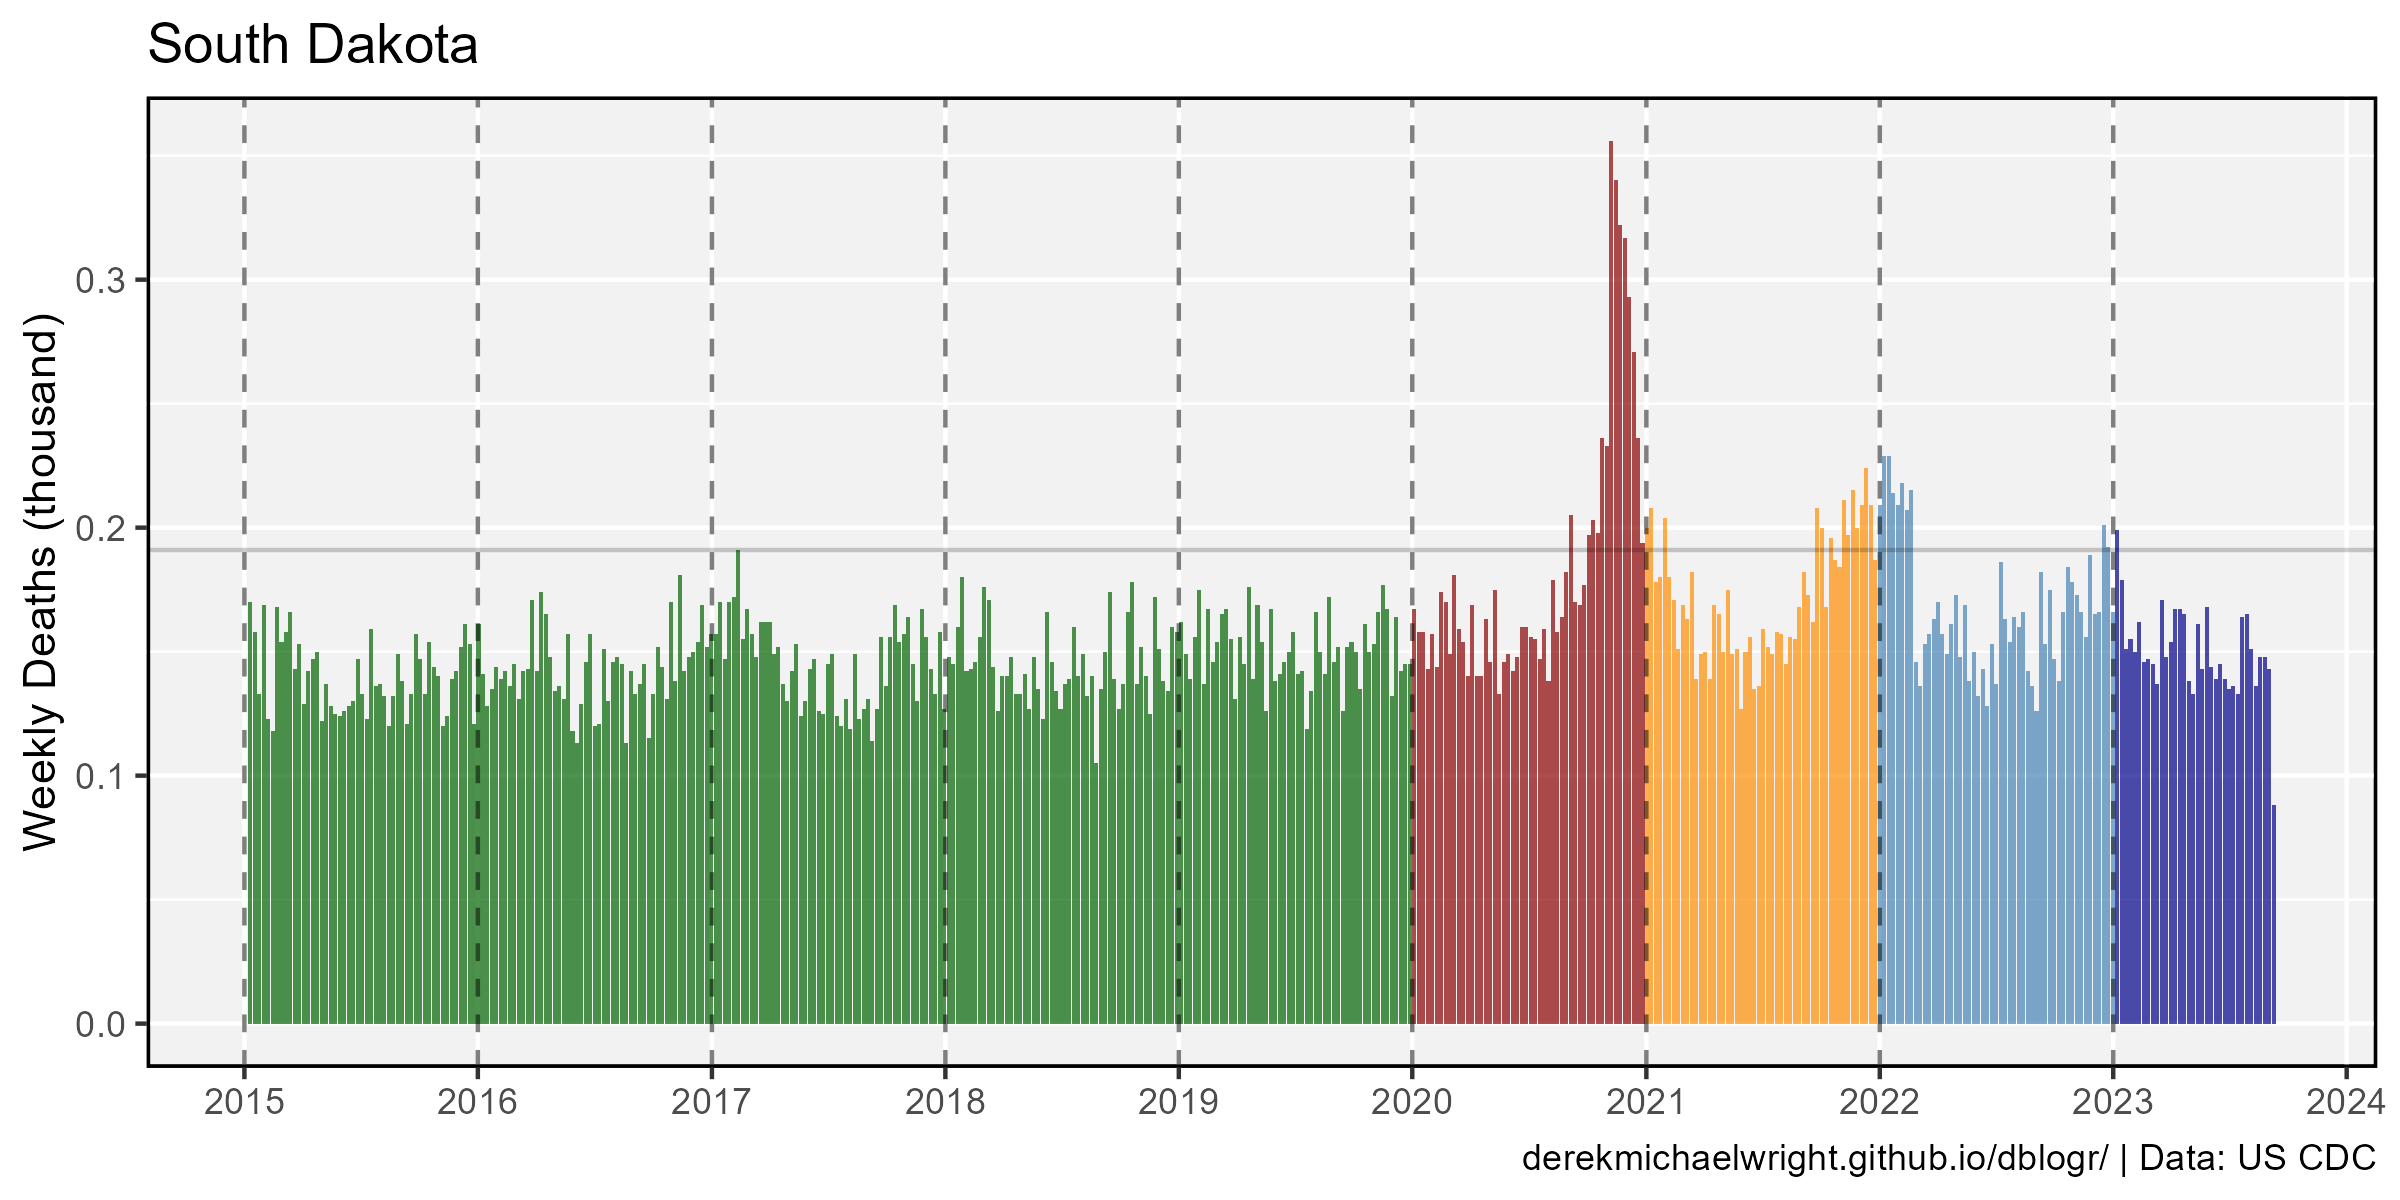 South Dakota
Weekly Deaths (thousand)
0.3
0.2
0.1
0.0
2015 2016 2017 2018 2019 2020 2021 2022 2023 2024
derekmichaelwright.github.io/dblogr/ | Data: US CDC